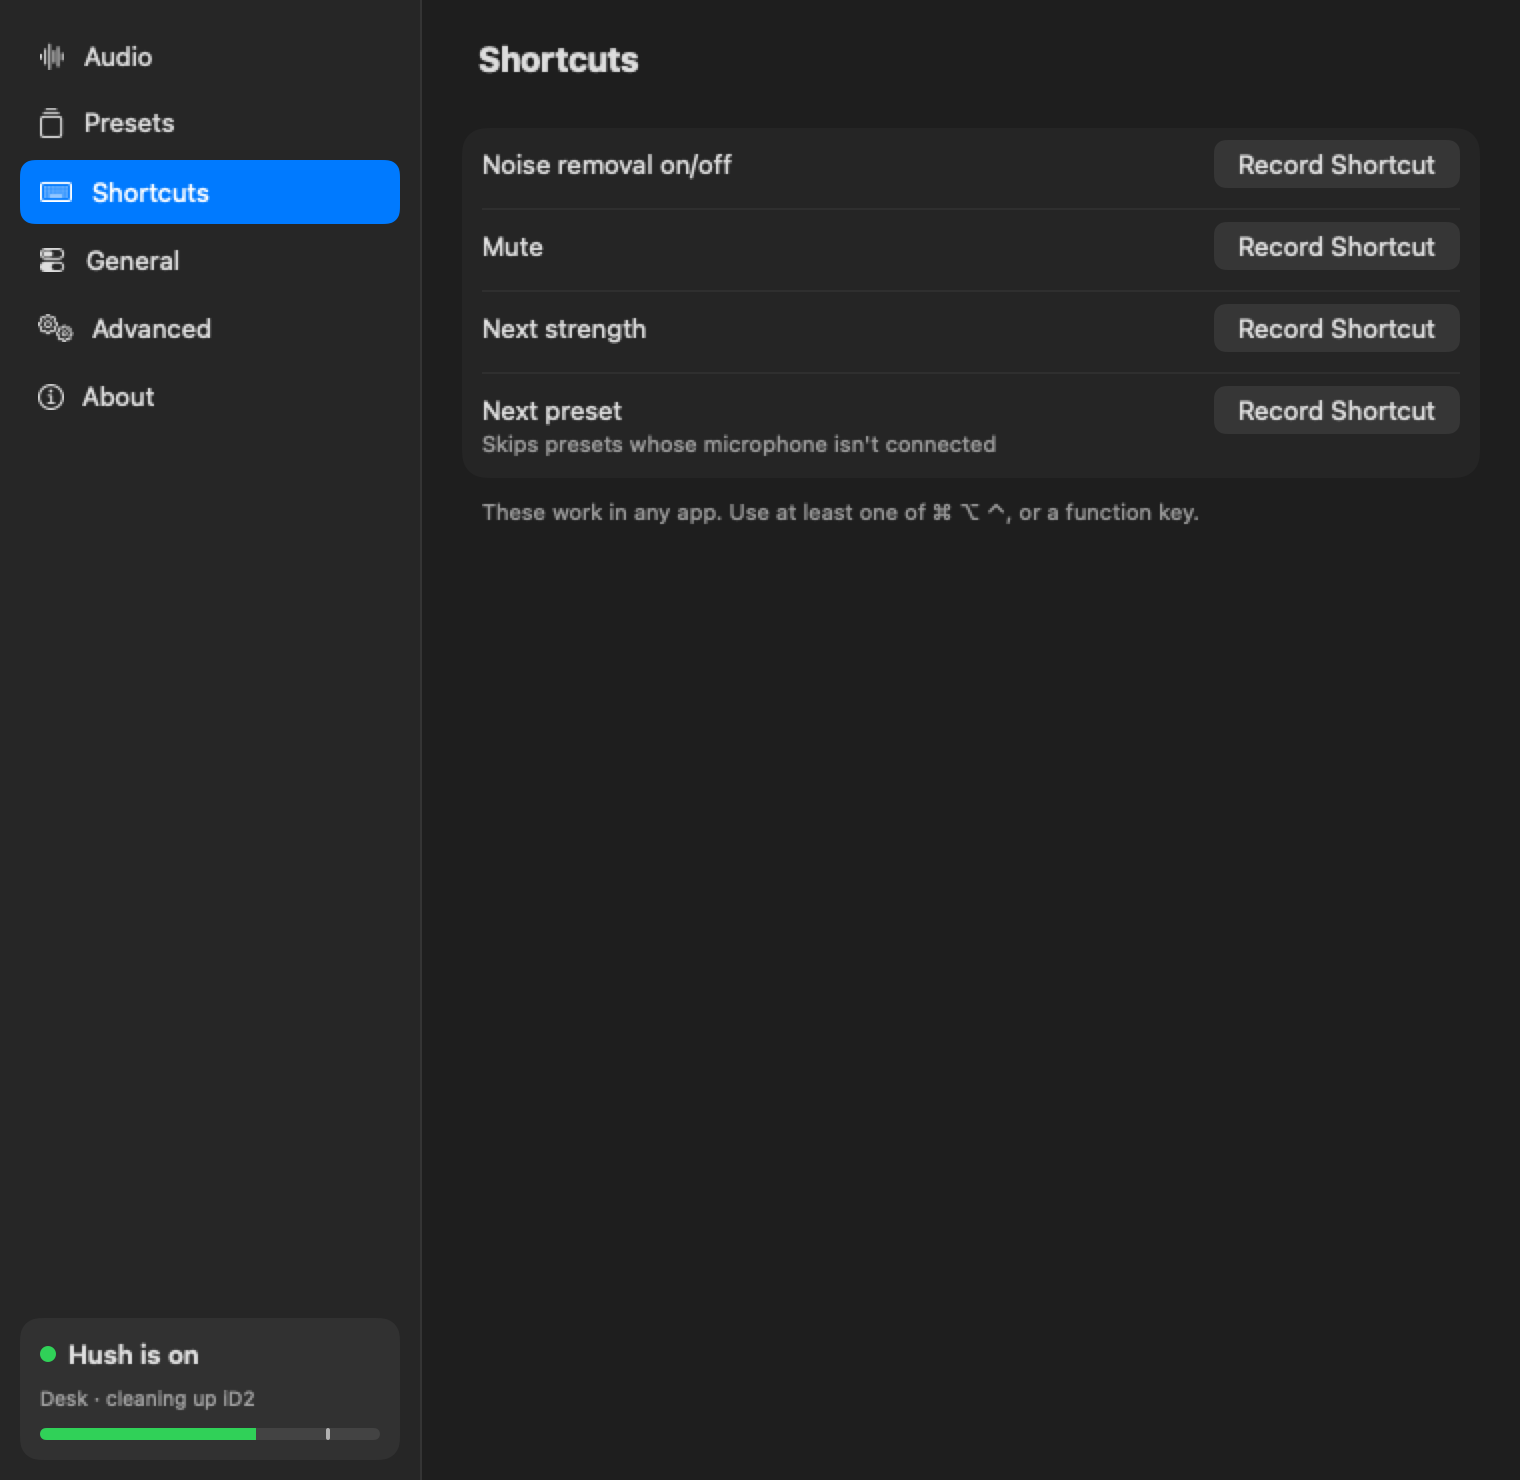 Audio
Presets
Shortcuts
General
Advanced
About
Hush is on
Desk · cleaning up iD2
Shortcuts
Noise removal on/off
Record Shortcut
Mute
Record Shortcut
Next strength
Record Shortcut
Next preset
Record Shortcut
Skips presets whose microphone isn't connected
These work in any app. Use at least one of ⌘ ⌥ ^, or a function key.